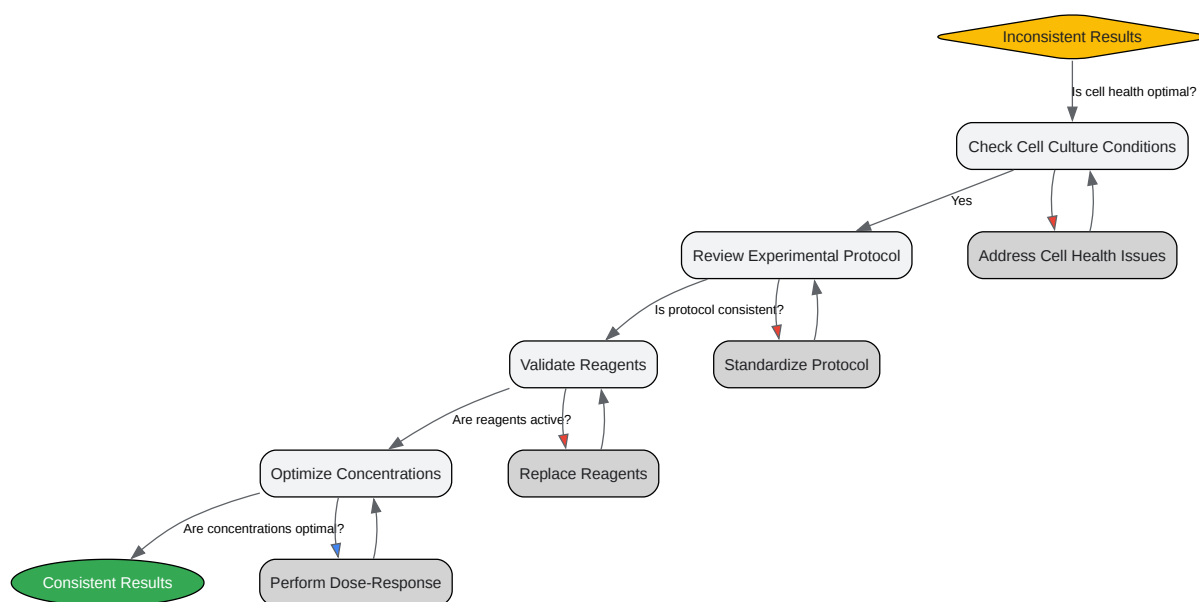 Inconsistent Results
Is cell health optimal?
Check Cell Culture Conditions
Yes
Review Experimental Protocol
Address Cell Health Issues
Is protocol consistent?
Validate Reagents
Standardize Protocol
Are reagents active?
Optimize Concentrations
Replace Reagents
Are concentrations optimal?
Consistent Results
Perform Dose-Response